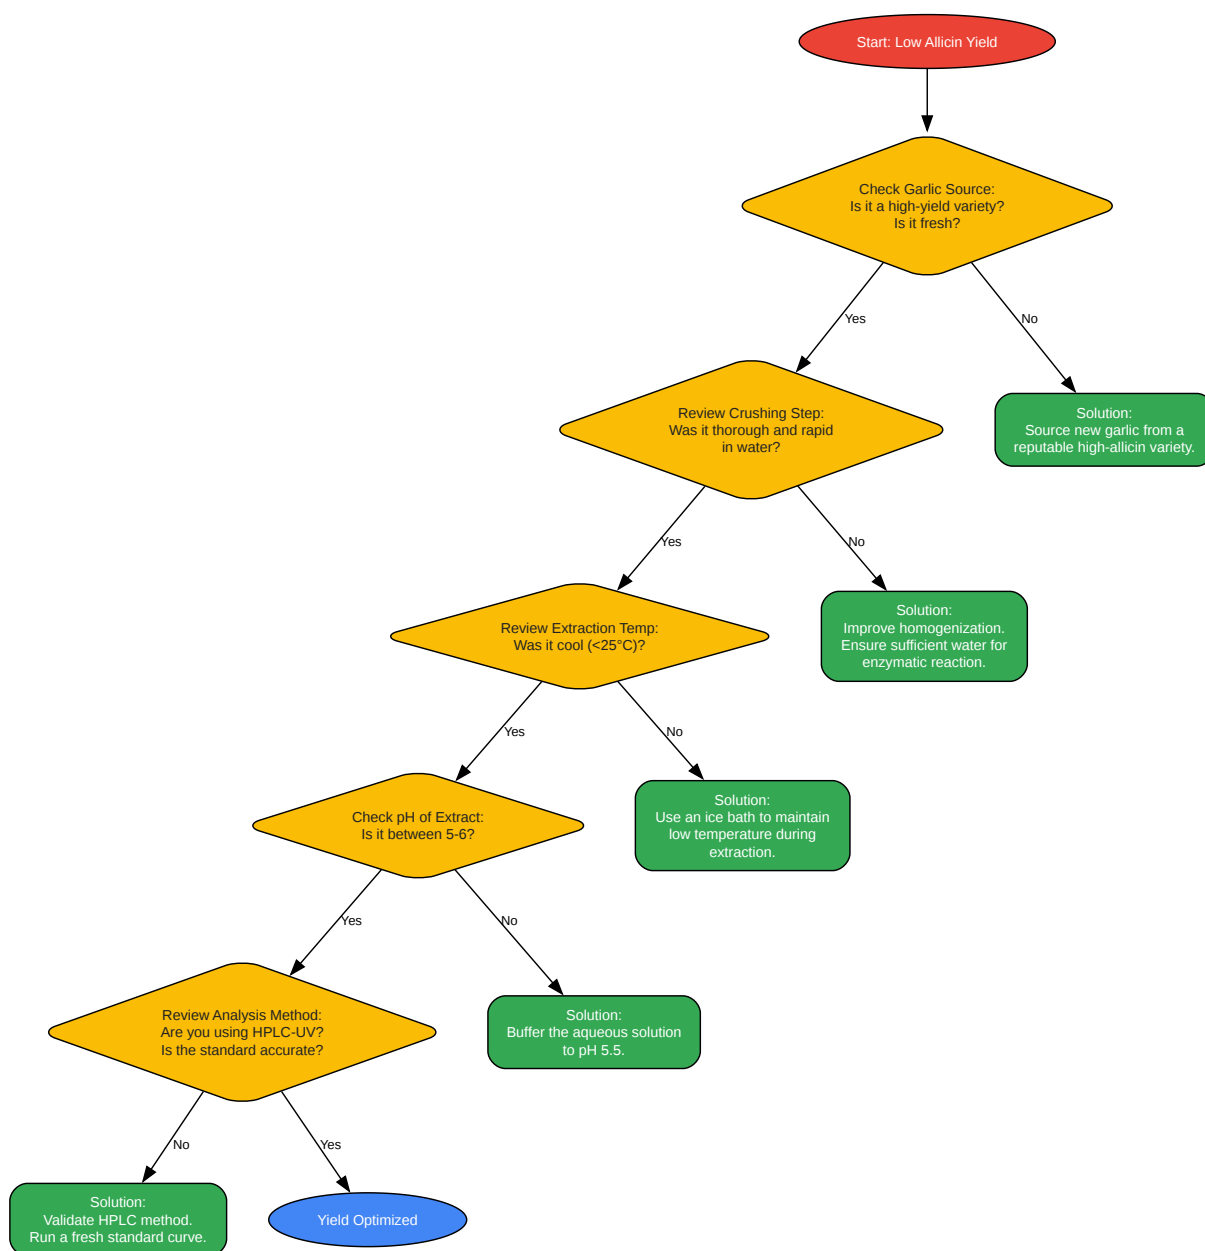 Start: Low Allicin Yield
Check Garlic Source:
Is it a high-yield variety?
Is it fresh?
Yes
No
Review Crushing Step:
Was it thorough and rapid
in water?
Solution:
Source new garlic from a
reputable high-allicin variety.
Yes
No
Review Extraction Temp:
Was it cool (<25°C)?
Solution:
Improve homogenization.
Ensure sufficient water for
enzymatic reaction.
Yes
No
Check pH of Extract:
Is it between 5-6?
Solution:
Use an ice bath to maintain
low temperature during
extraction.
Yes
No
Review Analysis Method:
Are you using HPLC-UV?
Is the standard accurate?
Solution:
Buffer the aqueous solution
to pH 5.5.
No
Yes
Solution:
Validate HPLC method.
Run a fresh standard curve.
Yield Optimized